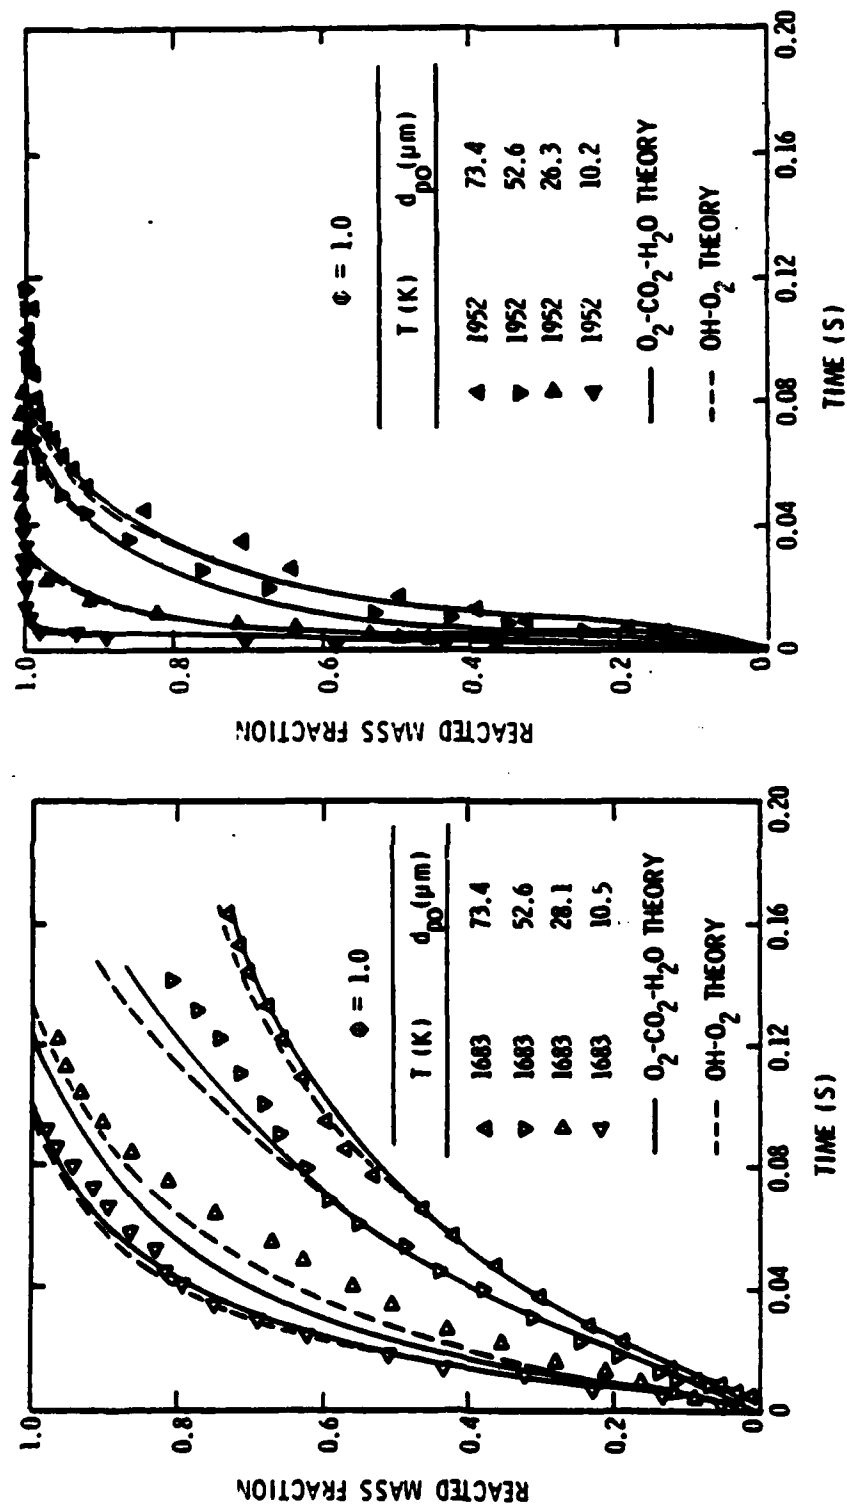 REACTED MASS FRACTION
1.0
0.8
0.6
0.4
0.2
0
0
0.04
0.08
0.12
0.16
0.20
TIME (S)
Φ = 1.0
T (K) dpo (μm)
1683 73.4
1683 52.6
1683 28.1
1683 10.5
O2-CO2-H2O THEORY
OH-O2 THEORY
REACTED MASS FRACTION
1.0
0.8
0.6
0.4
0.2
0
0
0.04
0.08
0.12
0.16
0.20
TIME (S)
Φ = 1.0
T (K) dpo (μm)
1952 73.4
1952 52.6
1952 26.3
1952 10.2
O2-CO2-H2O THEORY
OH-O2 THEORY